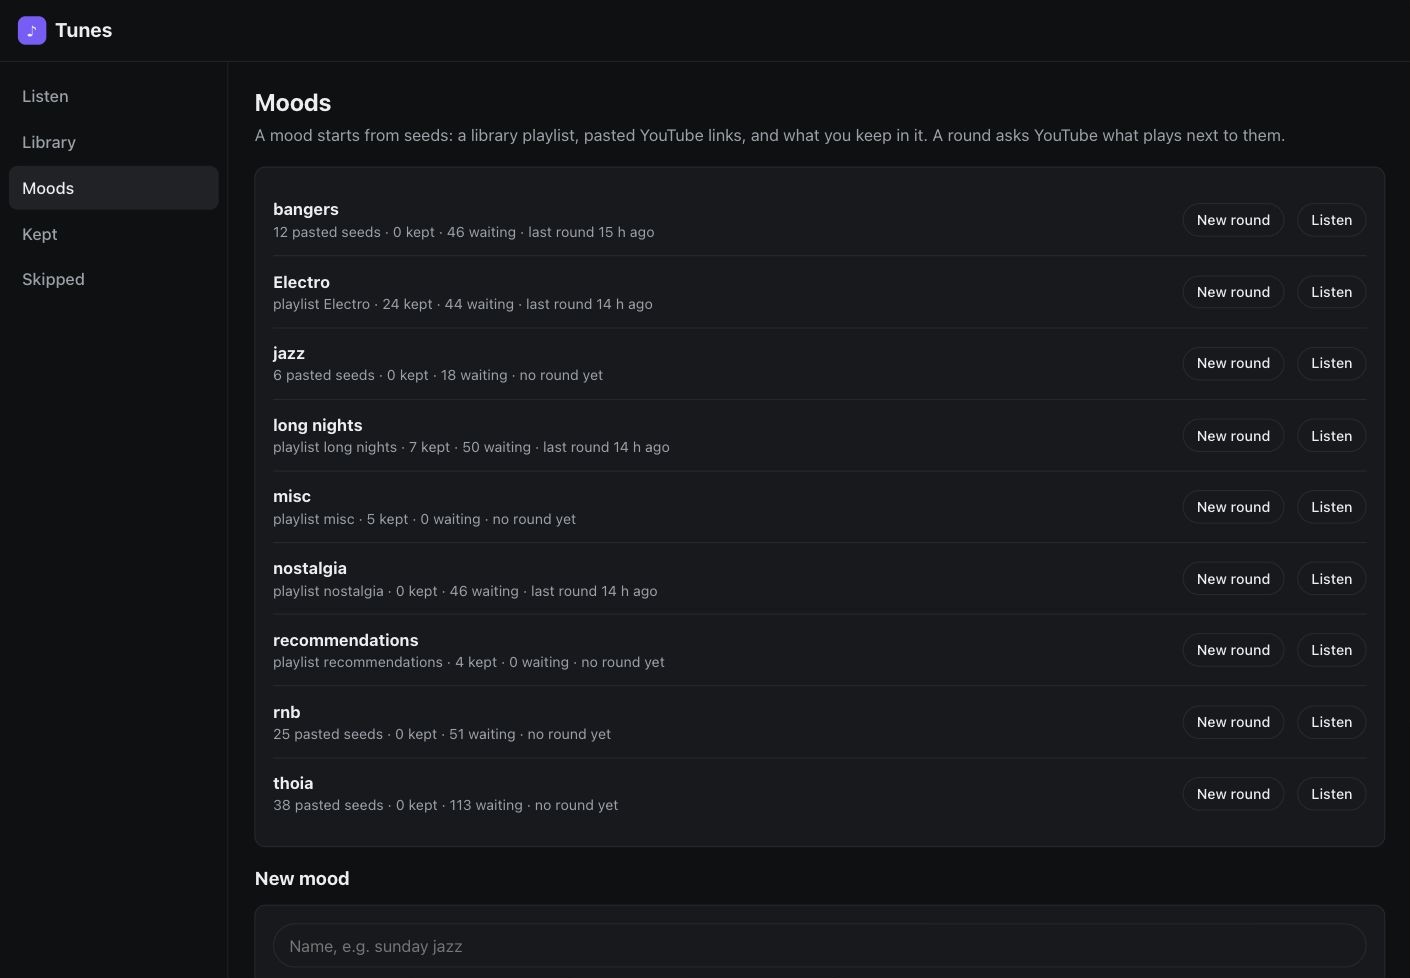 ♪ Tunes
Listen
Library
Moods
Kept
Skipped
Moods
A mood starts from seeds: a library playlist, pasted YouTube links, and what you keep in it. A round asks YouTube what plays next to them.
bangers
12 pasted seeds · 0 kept · 46 waiting · last round 15 h ago
New round Listen
Electro
playlist Electro · 24 kept · 44 waiting · last round 14 h ago
New round Listen
jazz
6 pasted seeds · 0 kept · 18 waiting · no round yet
New round Listen
long nights
playlist long nights · 7 kept · 50 waiting · last round 14 h ago
New round Listen
misc
playlist misc · 5 kept · 0 waiting · no round yet
New round Listen
nostalgia
playlist nostalgia · 0 kept · 46 waiting · last round 14 h ago
New round Listen
recommendations
playlist recommendations · 4 kept · 0 waiting · no round yet
New round Listen
rnb
25 pasted seeds · 0 kept · 51 waiting · no round yet
New round Listen
thoia
38 pasted seeds · 0 kept · 113 waiting · no round yet
New round Listen
New mood
Name, e.g. sunday jazz